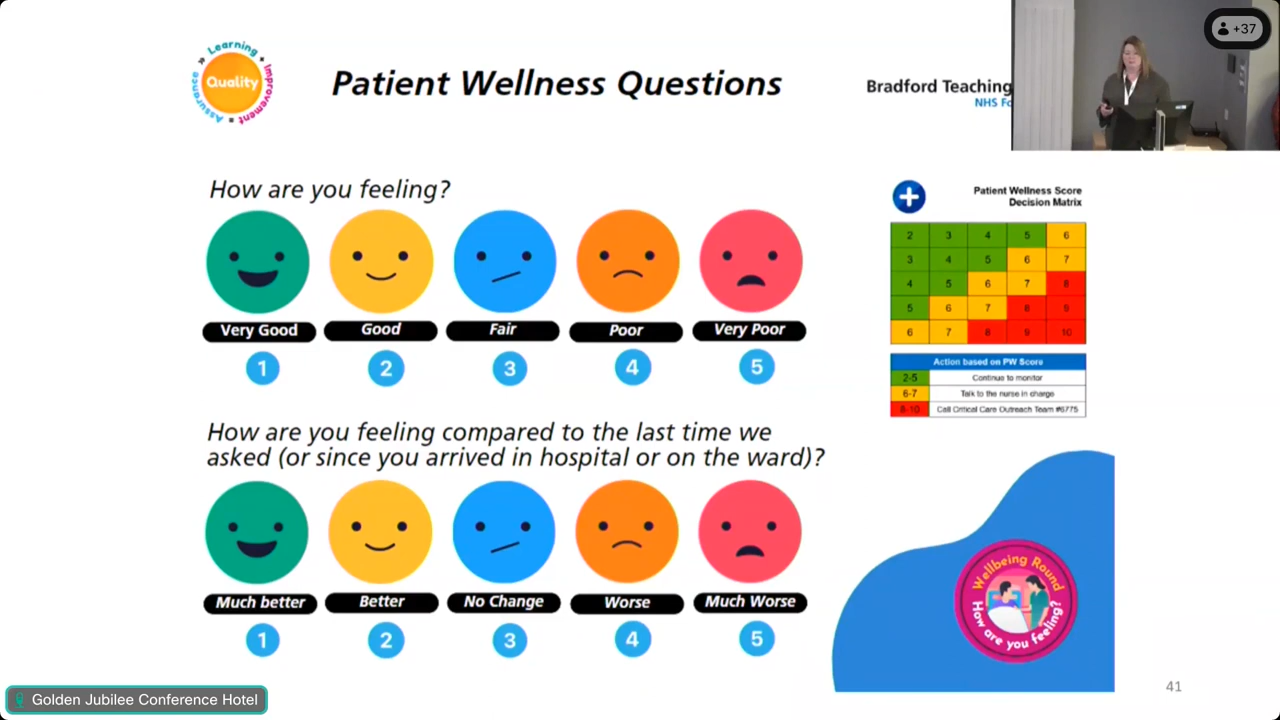 Learning
Improvement
Assurance
Quality
Patient Wellness Questions
Bradford Teaching
NHS Fo
+37
How are you feeling?
Very Good
Good
Fair
Poor
Very Poor
1
2
3
4
5
How are you feeling compared to the last time we
asked (or since you arrived in hospital or on the ward)?
Much better
Better
No Change
Worse
Much Worse
1
2
3
4
5
Patient Wellness Score
Decision Matrix
2 3 4 5 6
3 4 5 6 7
4 5 6 7 8
5 6 7 8 9
6 7 8 9 10
Action based on PW Score
2-5 Continue to monitor
6-7 Talk to the nurse in charge
8-10 Call Critical Care Outreach Team #6775
Wellbeing Round
How are you feeling?
41
Golden Jubilee Conference Hotel